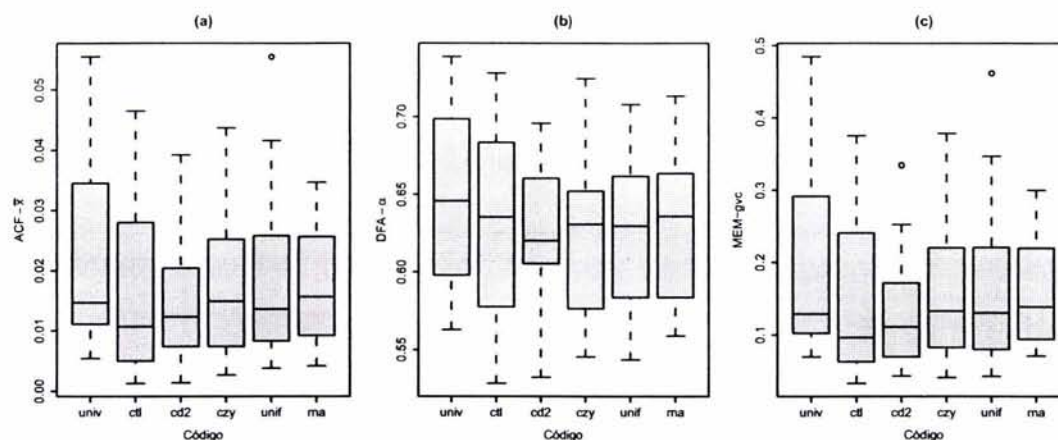 (a)
ACF-x̅
0.00 0.01 0.02 0.03 0.04 0.05
univ ctl cd2 czy unif ma
Código
(b)
DFA-α
0.55 0.60 0.65 0.70
univ ctl cd2 czy unif ma
Código
(c)
MEM-gvc
0.1 0.2 0.3 0.4 0.5
univ ctl cd2 czy unif ma
Código